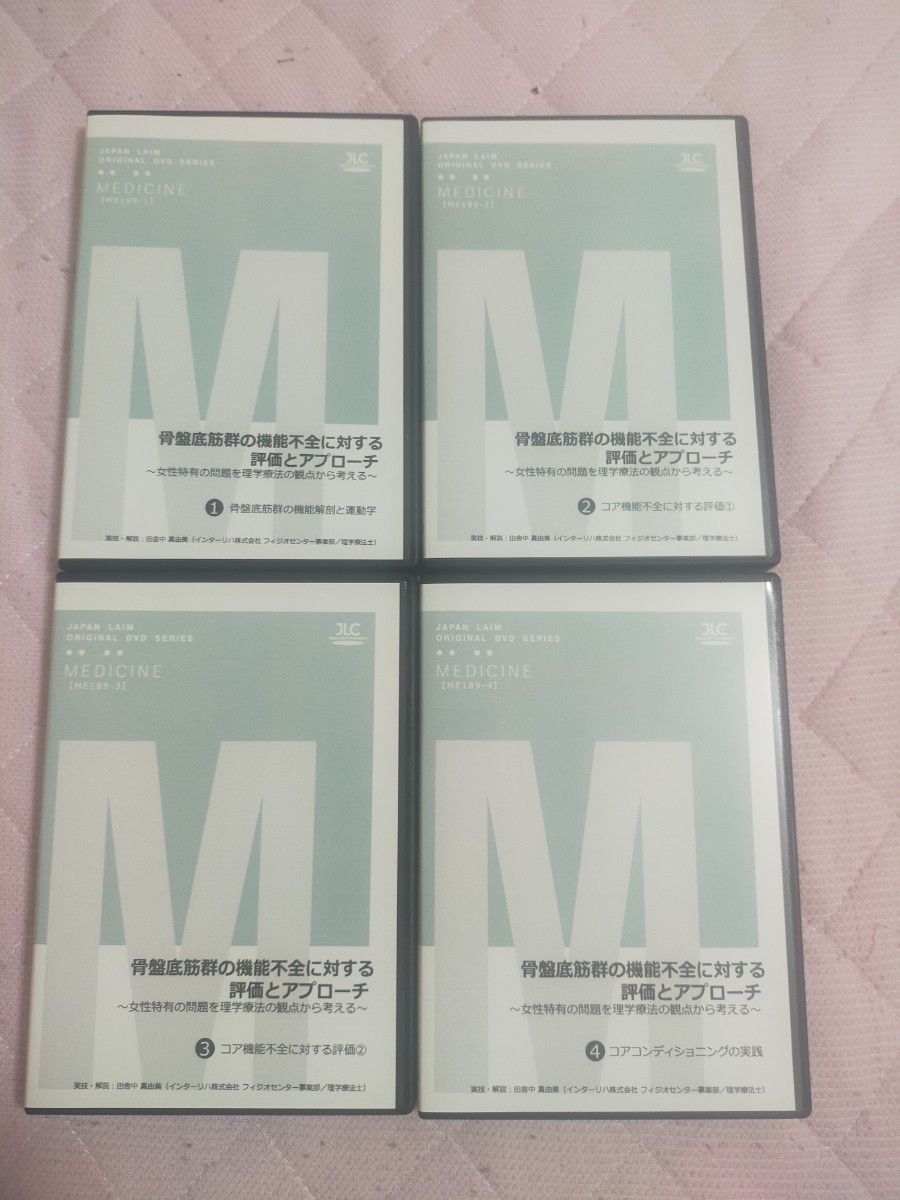 JAPAN LAIM
ORIGINAL DVD SERIES
JLC
MEDICINE
【ME189-1】
M
骨盤底筋群の機能不全に対する
評価とアプローチ
〜女性特有の問題を理学療法の観点から考える〜
1 骨盤底筋群の機能解剖と運動学
実技・解説:田舎中 真由美(インターリハ株式会社 フィジオセンター事業部/理学療法士)
JAPAN LAIM
ORIGINAL DVD SERIES
JLC
MEDICINE
【ME189-2】
M
骨盤底筋群の機能不全に対する
評価とアプローチ
〜女性特有の問題を理学療法の観点から考える〜
2 コア機能不全に対する評価①
実技・解説:田舎中 真由美(インターリハ株式会社 フィジオセンター事業部/理学療法士)
JAPAN LAIM
ORIGINAL DVD SERIES
JLC
MEDICINE
【ME189-3】
M
骨盤底筋群の機能不全に対する
評価とアプローチ
〜女性特有の問題を理学療法の観点から考える〜
3 コア機能不全に対する評価②
実技・解説:田舎中 真由美(インターリハ株式会社 フィジオセンター事業部/理学療法士)
JAPAN LAIM
ORIGINAL DVD SERIES
JLC
MEDICINE
【ME189-4】
M
骨盤底筋群の機能不全に対する
評価とアプローチ
〜女性特有の問題を理学療法の観点から考える〜
4 コアコンディショニングの実践
実技・解説:田舎中 真由美(インターリハ株式会社 フィジオセンター事業部/理学療法士)